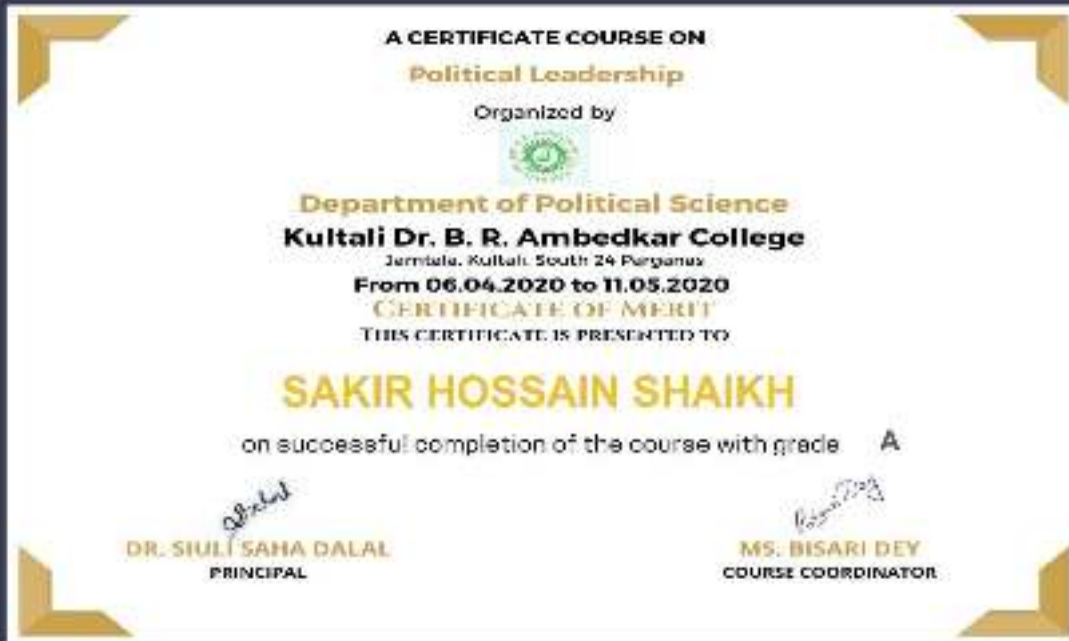 A CERTIFICATE COURSE ON
Political Leadership
Organized by
Department of Political Science
Kultali Dr. B. R. Ambedkar College
Jamtala, Kultali, South 24 Parganas
From 06.04.2020 to 11.05.2020
CERTIFICATE OF MERIT
THIS CERTIFICATE IS PRESENTED TO
SAKIR HOSSAIN SHAIKH
on successful completion of the course with grade A
DR. SIULI SAHA DALAL
PRINCIPAL
MS. BISARI DEY
COURSE COORDINATOR